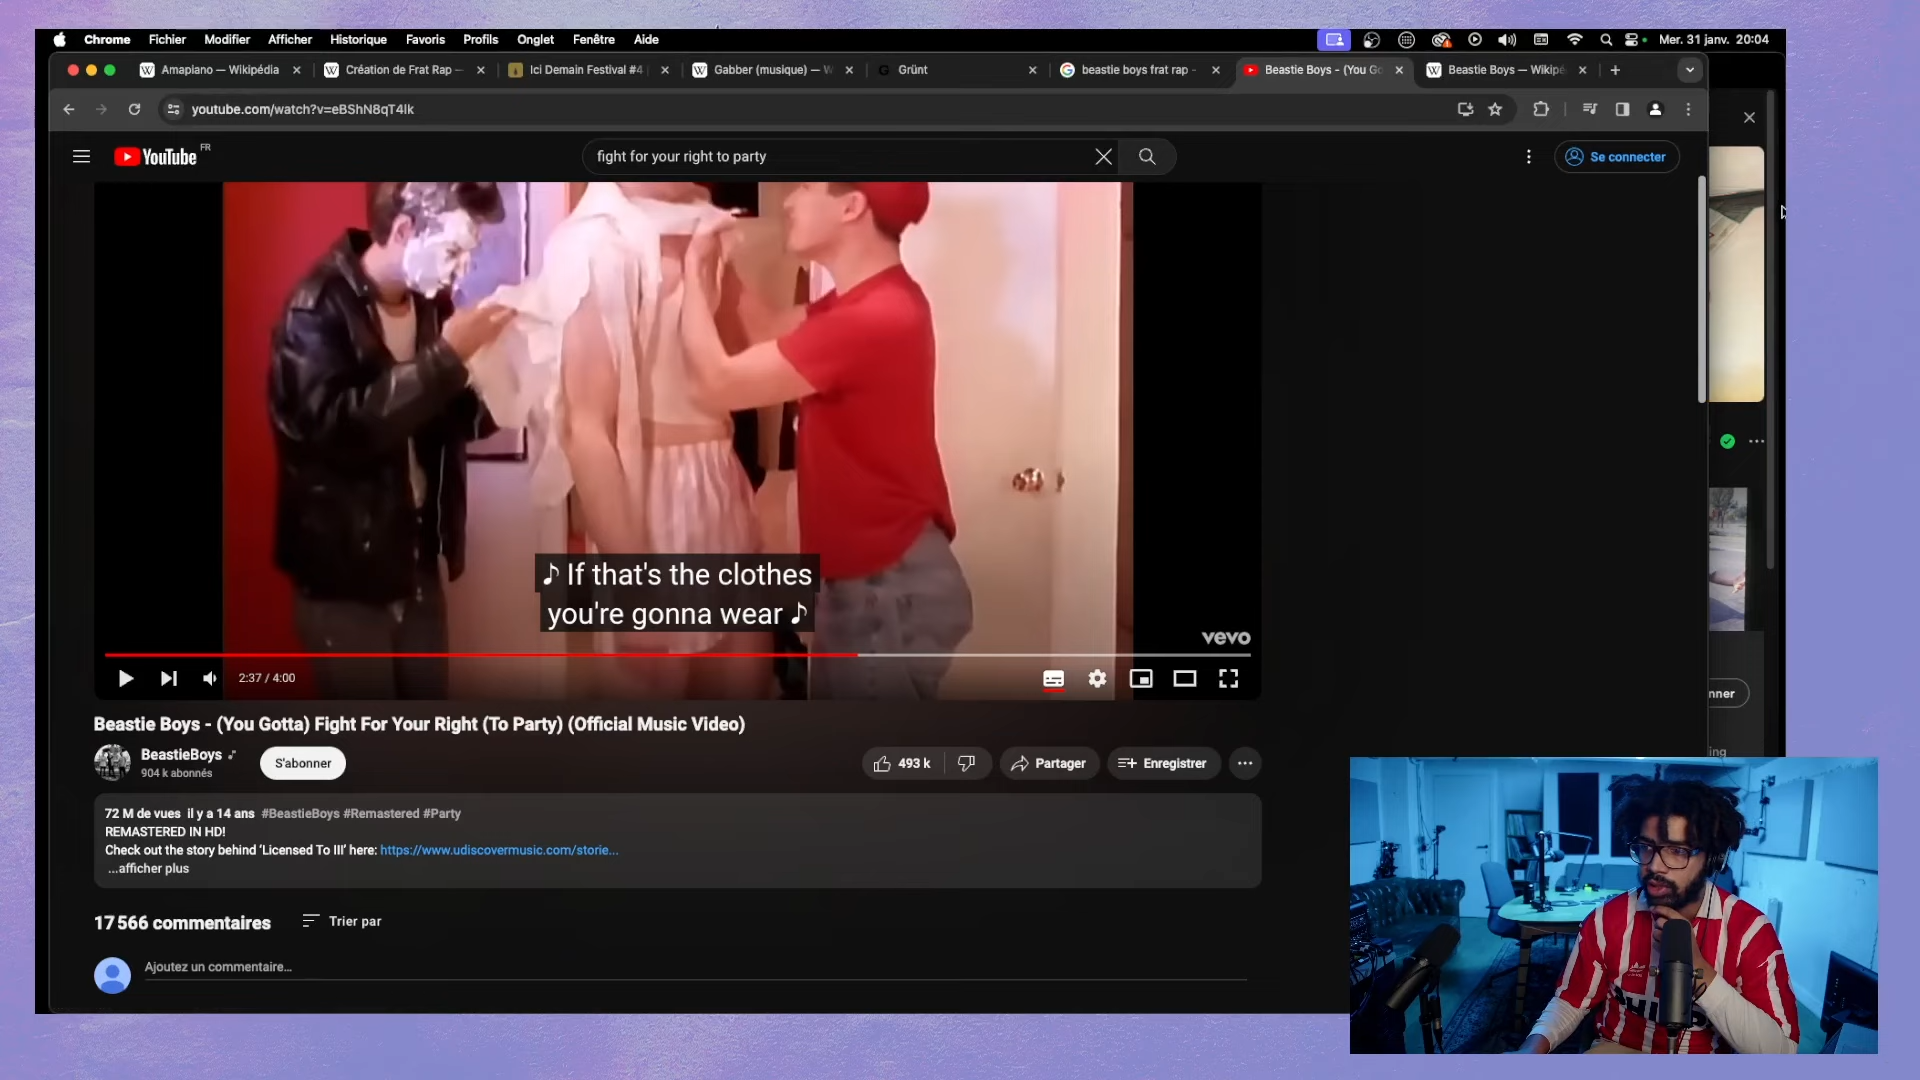 Chrome Fichier Modifier Afficher Historique Favoris Profils Onglet Fenêtre Aide Mer. 31 janv. 20:04
Amapiano — Wikipédia Création de Frat Rap — Ici Demain Festival #4 Gabber (musique) — W Grünt beastie boys frat rap - Beastie Boys - (You Go Beastie Boys — Wikipé
youtube.com/watch?v=eBShN8qT4lk
YouTube FR fight for your right to party Se connecter
♪ If that's the clothes
you're gonna wear ♪
vevo
2:37 / 4:00
Beastie Boys - (You Gotta) Fight For Your Right (To Party) (Official Music Video)
BeastieBoys
904 k abonnés
S'abonner
493 k Partager Enregistrer
72 M de vues il y a 14 ans #BeastieBoys #Remastered #Party
REMASTERED IN HD!
Check out the story behind ‘Licensed To Ill’ here: https://www.udiscovermusic.com/storie...
...afficher plus
17 566 commentaires Trier par
Ajoutez un commentaire...
nner
ing